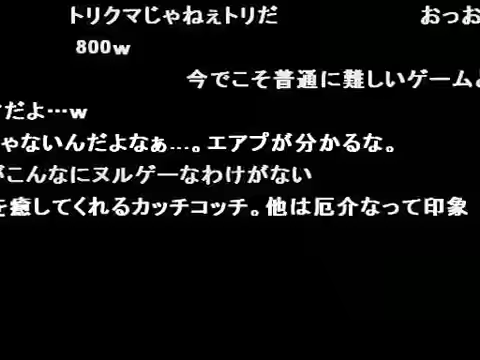 トリクマじゃねぇトリだ おっお
800w
今でこそ普通に難しいゲーム
だよ…w
ゃないんだよなぁ…。エアプが分かるな。
がこんなにヌルゲーなわけがない
を癒してくれるカッチコッチ。他は厄介なって印象